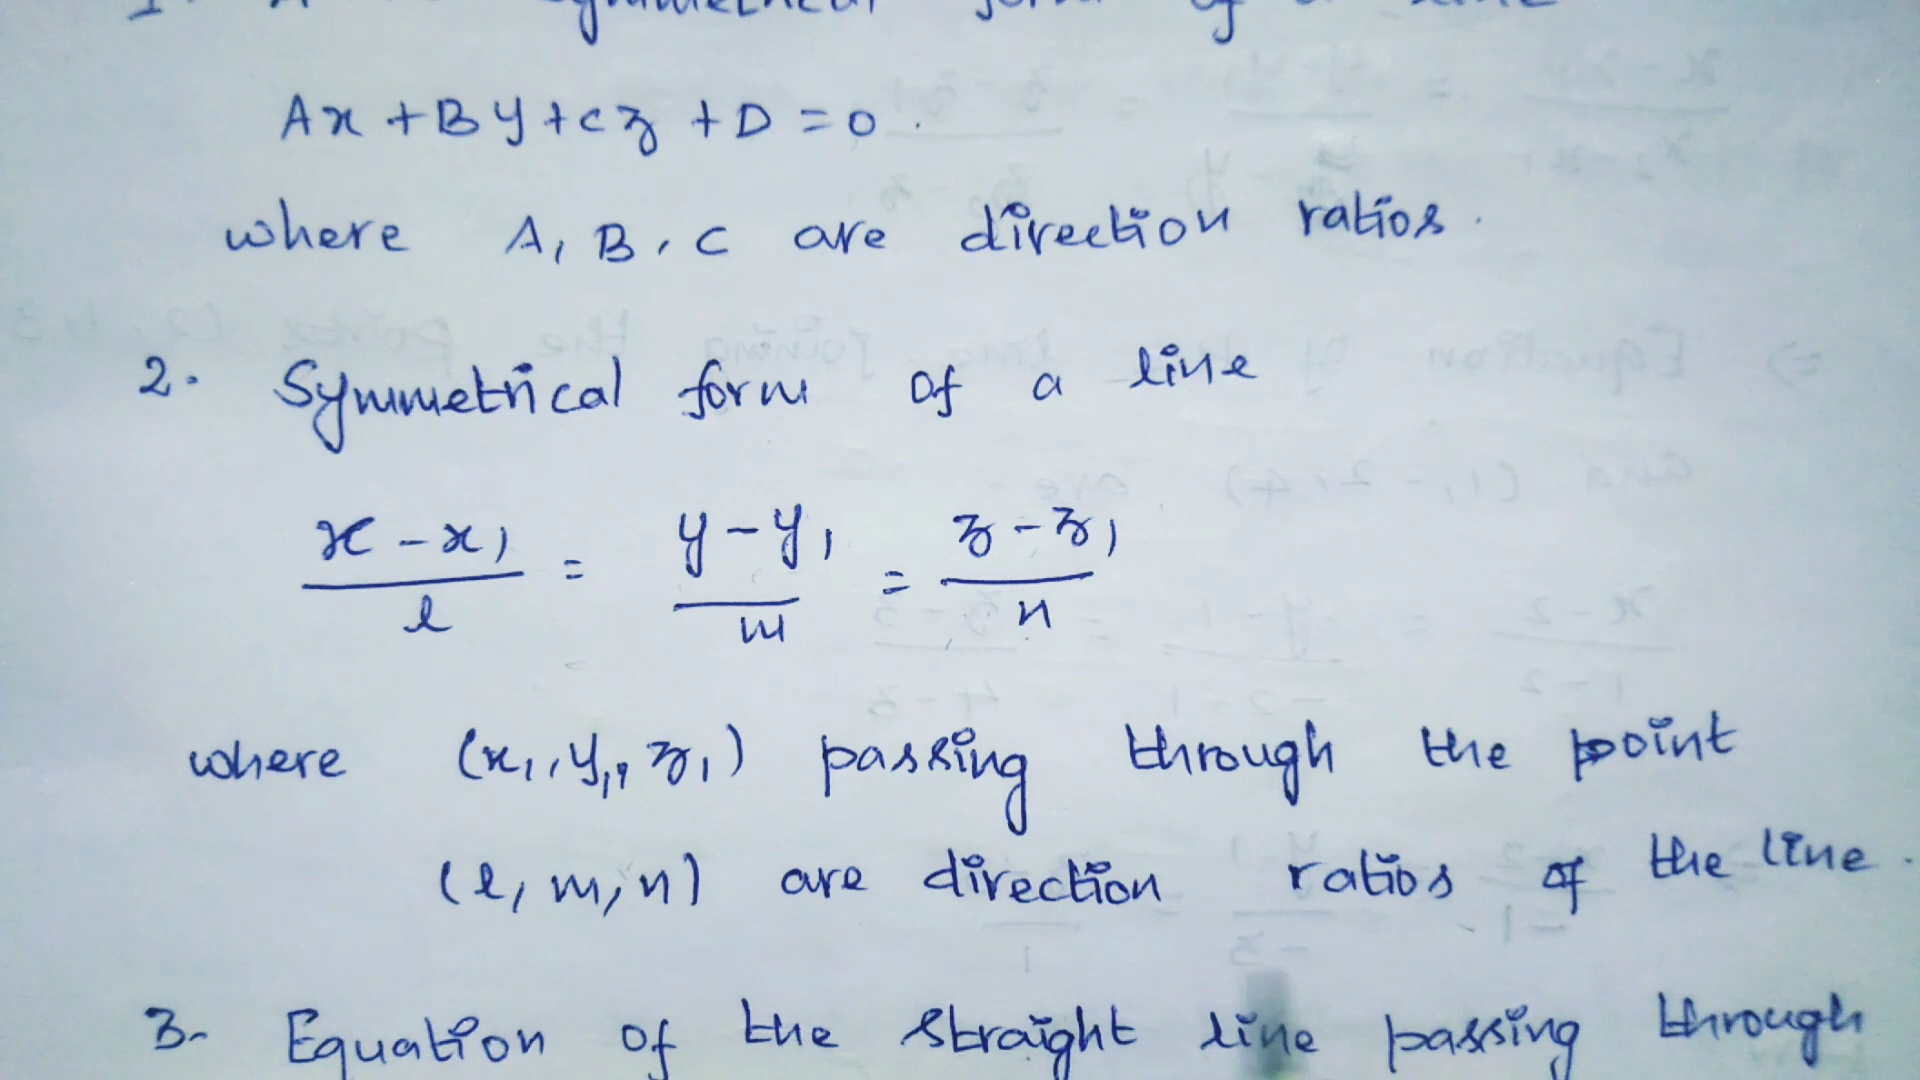 Ax + By + Cz + D = 0.
where A, B, C are direction ratios.
2. Symmetrical form of a line
x - x₁ / l = y - y₁ / m = z - z₁ / n
where (x₁, y₁, z₁) passing through the point
(l, m, n) are direction ratios of the line.
3. Equation of the straight line passing through